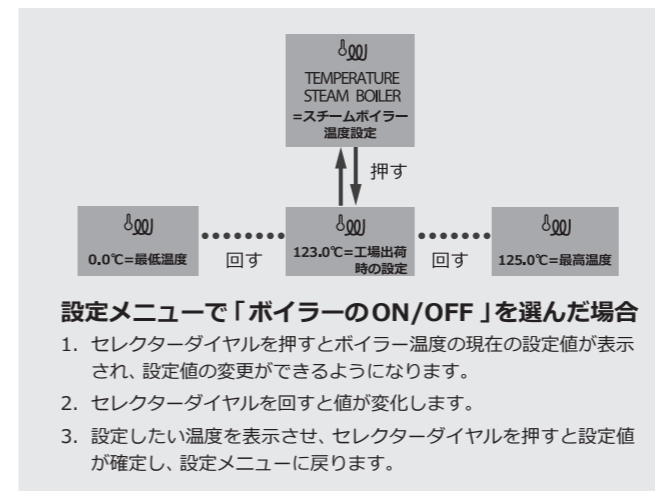 TEMPERATURE
STEAM BOILER
=スチームボイラー
温度設定
押す
0.0℃=最低温度
回す
123.0℃=工場出荷
時の設定
回す
125.0℃=最高温度
設定メニューで「ボイラーのON/OFF」を選んだ場合
1. セレクターダイヤルを押すとボイラー温度の現在の設定値が表示
され、設定値の変更ができるようになります。
2. セレクターダイヤルを回すと値が変化します。
3. 設定したい温度を表示させ、セレクターダイヤルを押すと設定値
が確定し、設定メニューに戻ります。